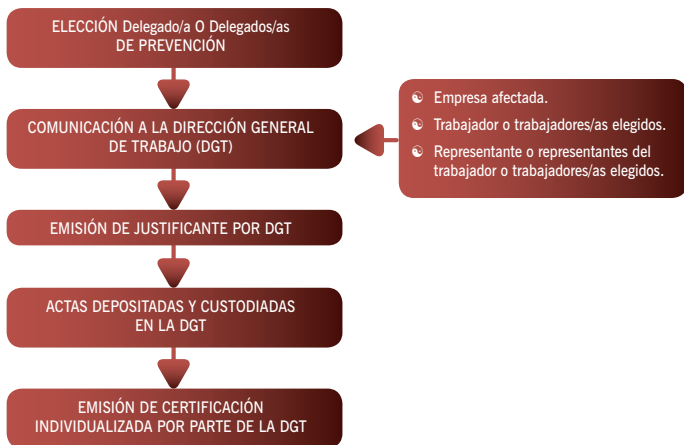 ELECCIÓN Delegado/a O Delegados/as
DE PREVENCIÓN
COMUNICACIÓN A LA DIRECCIÓN GENERAL
DE TRABAJO (DGT)
Empresa afectada.
Trabajador o trabajadores/as elegidos.
Representante o representantes del
trabajador o trabajadores/as elegidos.
EMISIÓN DE JUSTIFICANTE POR DGT
ACTAS DEPOSITADAS Y CUSTODIADAS
EN LA DGT
EMISIÓN DE CERTIFICACIÓN
INDIVIDUALIZADA POR PARTE DE LA DGT